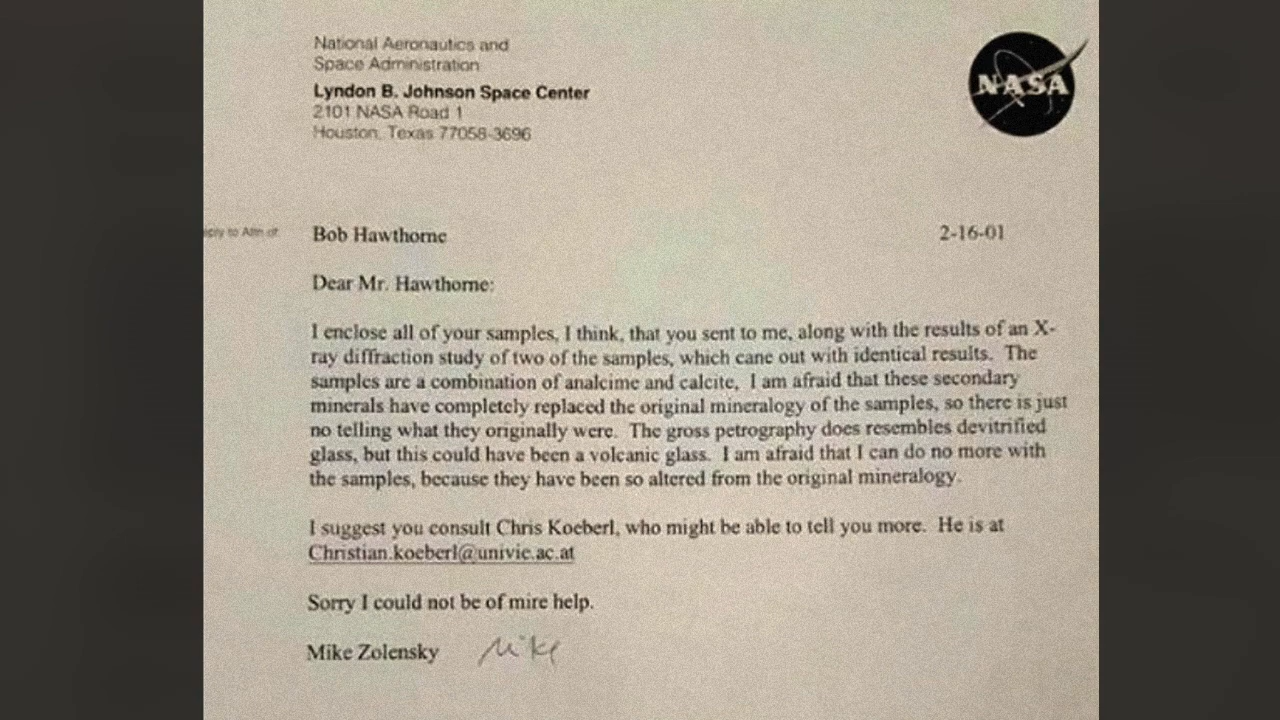 National Aeronautics and
Space Administration
Lyndon B. Johnson Space Center
2101 NASA Road 1
Houston, Texas 77058-3696
NASA
eply to Attn of:
Bob Hawthorne
2-16-01
Dear Mr. Hawthorne:
I enclose all of your samples, I think, that you sent to me, along with the results of an X-
ray diffraction study of two of the samples, which cane out with identical results. The
samples are a combination of analcime and calcite, I am afraid that these secondary
minerals have completely replaced the original mineralogy of the samples, so there is just
no telling what they originally were. The gross petrography does resembles devitrified
glass, but this could have been a volcanic glass. I am afraid that I can do no more with
the samples, because they have been so altered from the original mineralogy.
I suggest you consult Chris Koeberl, who might be able to tell you more. He is at
Christian.koeberl@univie.ac.at
Sorry I could not be of mire help.
Mike Zolensky Mike